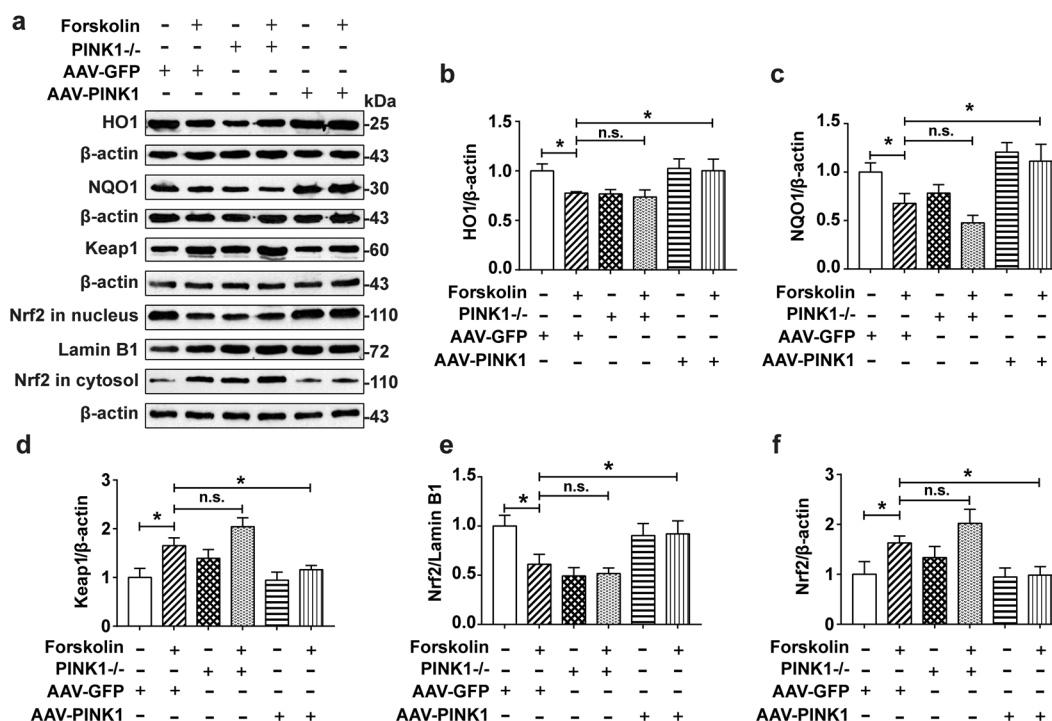 a
Forskolin - + - + - +
PINK1-/- - - + + - -
AAV-GFP + + - - - -
AAV-PINK1 - - - - + +
kDa
HO1 -25
β-actin -43
NQO1 -30
β-actin -43
Keap1 -60
β-actin -43
Nrf2 in nucleus -110
Lamin B1 -72
Nrf2 in cytosol -110
β-actin -43
b
HO1/β-actin
1.5
1.0
0.5
0.0
* n.s. *
Forskolin - + - + - +
PINK1-/- - - + + - -
AAV-GFP + + - - - -
AAV-PINK1 - - - - + +
c
NQO1/β-actin
1.5
1.0
0.5
0.0
* n.s. *
Forskolin - + - + - +
PINK1-/- - - + + - -
AAV-GFP + + - - - -
AAV-PINK1 - - - - + +
d
Keap1/β-actin
3
2
1
0
* n.s. *
Forskolin - + - + - +
PINK1-/- - - + + - -
AAV-GFP + + - - - -
AAV-PINK1 - - - - + +
e
Nrf2/Lamin B1
1.5
1.0
0.5
0.0
* n.s. *
Forskolin - + - + - +
PINK1-/- - - + + - -
AAV-GFP + + - - - -
AAV-PINK1 - - - - + +
f
Nrf2/β-actin
3
2
1
0
* n.s. *
Forskolin - + - + - +
PINK1-/- - - + + - -
AAV-GFP + + - - - -
AAV-PINK1 - - - - + +